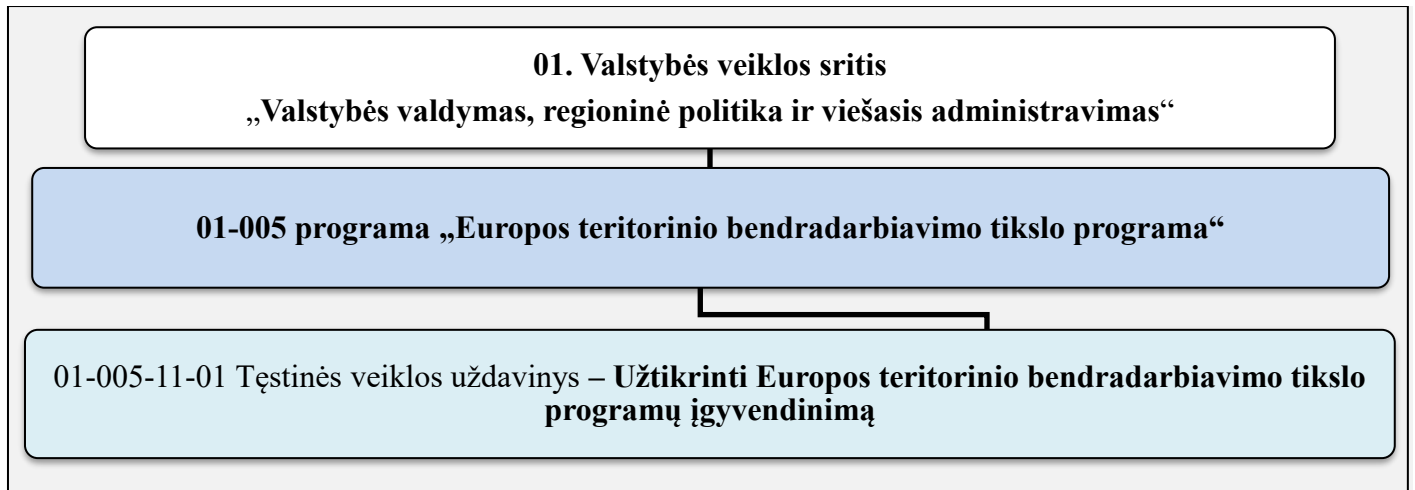 01. Valstybės veiklos sritis
„Valstybės valdymas, regioninė politika ir viešasis administravimas“
01-005 programa „Europos teritorinio bendradarbiavimo tikslo programa“
01-005-11-01 Tęstinės veiklos uždavinys – Užtikrinti Europos teritorinio bendradarbiavimo tikslo
programų įgyvendinimą